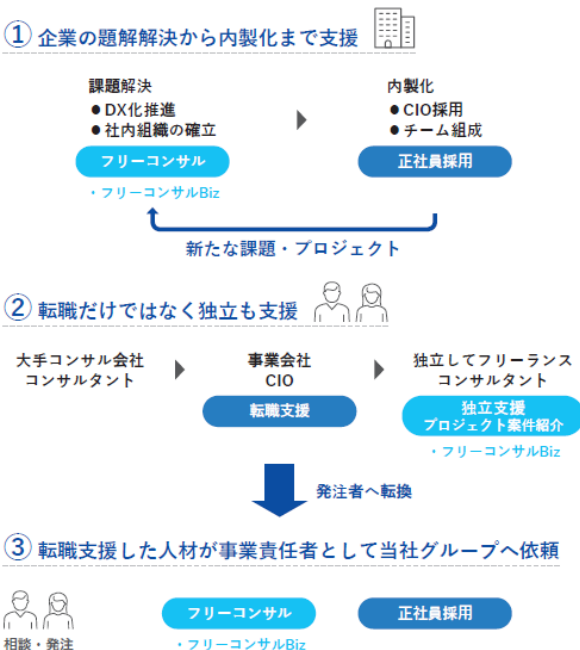 ① 企業の題解解決から内製化まで支援
課題解決
●DX化推進
●社内組織の確立
フリーコンサル
・フリーコンサルBiz
内製化
●CIO採用
●チーム組成
正社員採用
新たな課題・プロジェクト
② 転職だけではなく独立も支援
大手コンサル会社
コンサルタント
事業会社
CIO
転職支援
独立してフリーランス
コンサルタント
独立支援
プロジェクト案件紹介
・フリーコンサルBiz
発注者へ転換
③ 転職支援した人材が事業責任者として当社グループへ依頼
相談・発注
フリーコンサル
・フリーコンサルBiz
正社員採用